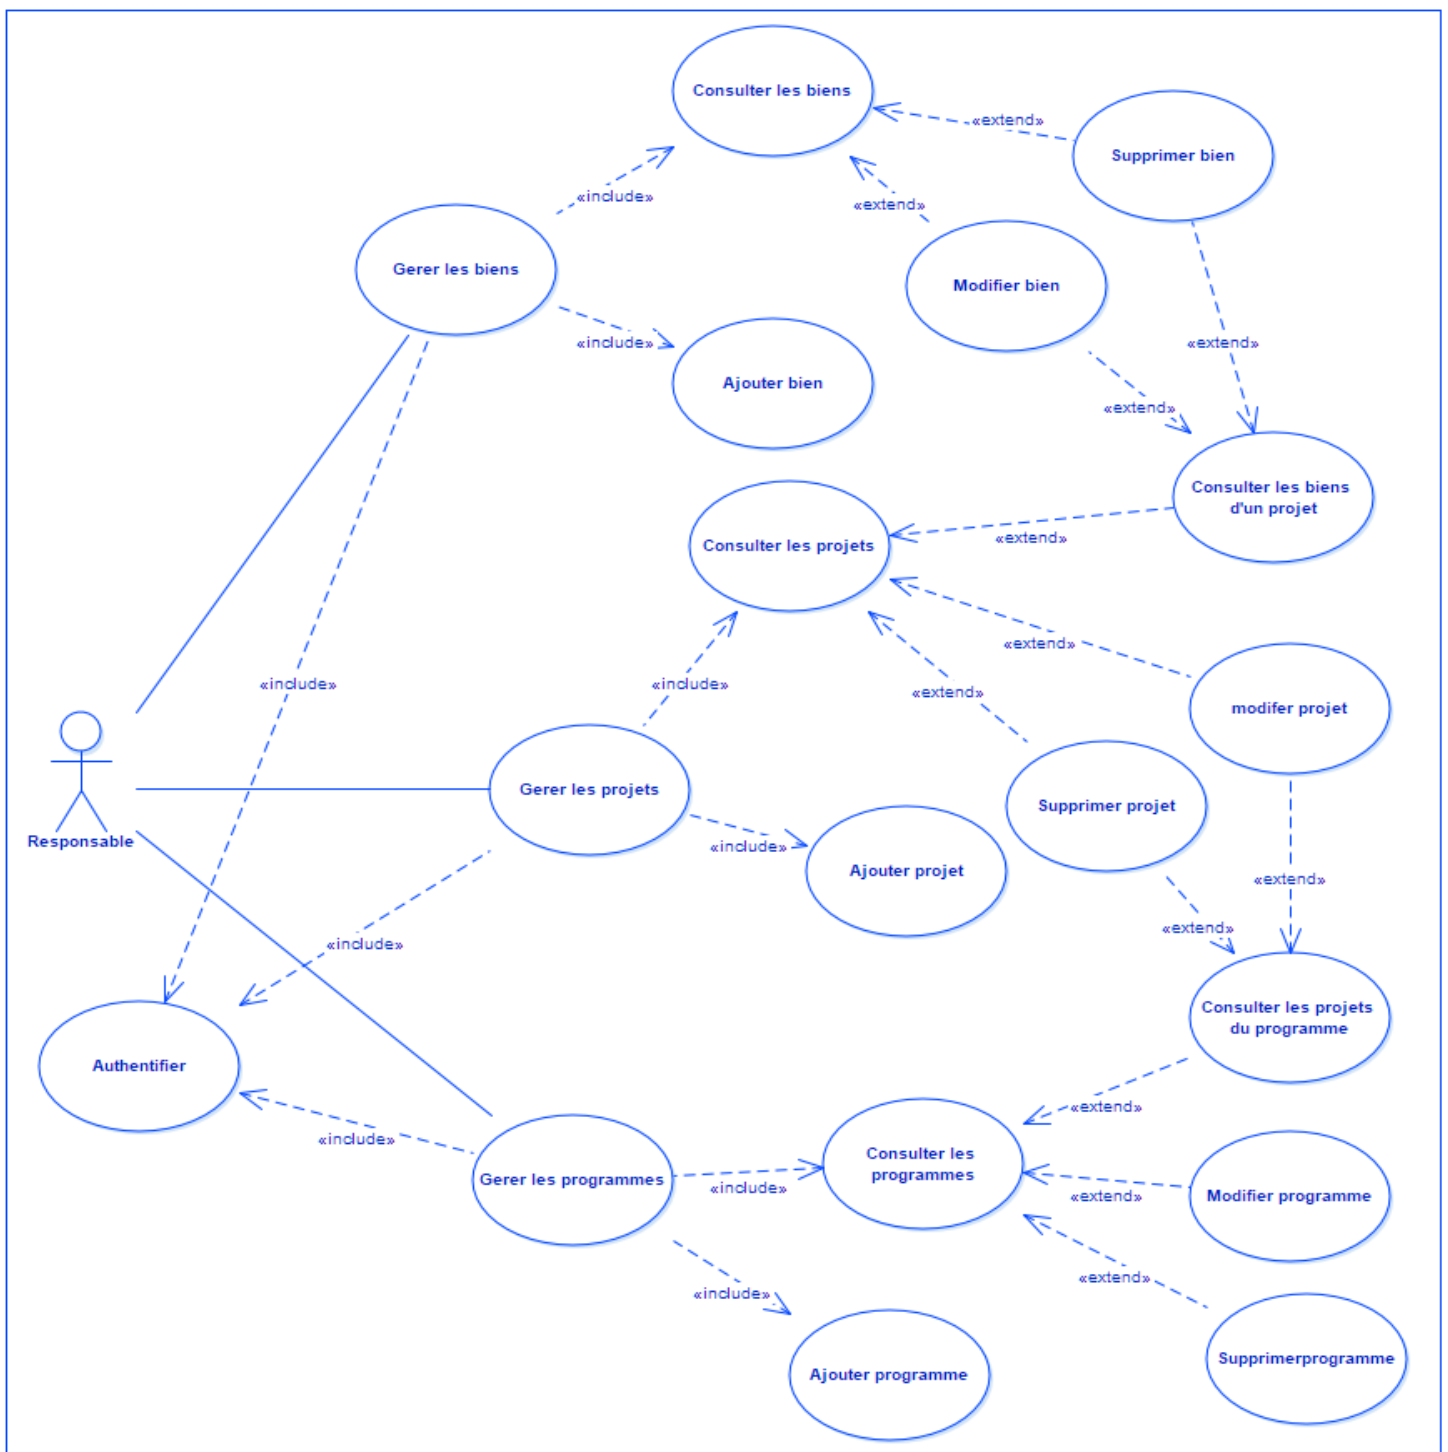 Consulter les biens
«extend»
Supprimer bien
«include»
«extend»
Gerer les biens
Modifier bien
«include»
«extend»
Ajouter bien
«extend»
Consulter les biens
d'un projet
Consulter les projets
«extend»
«extend»
«include»
«include»
«extend»
modifer projet
Gerer les projets
Supprimer projet
Responsable
«include»
Ajouter projet
«extend»
«extend»
«include»
Consulter les projets
du programme
Authentifier
«extend»
«include»
Consulter les
programmes
Gerer les programmes
«include»
«extend»
Modifier programme
«extend»
«include»
Supprimerprogramme
Ajouter programme